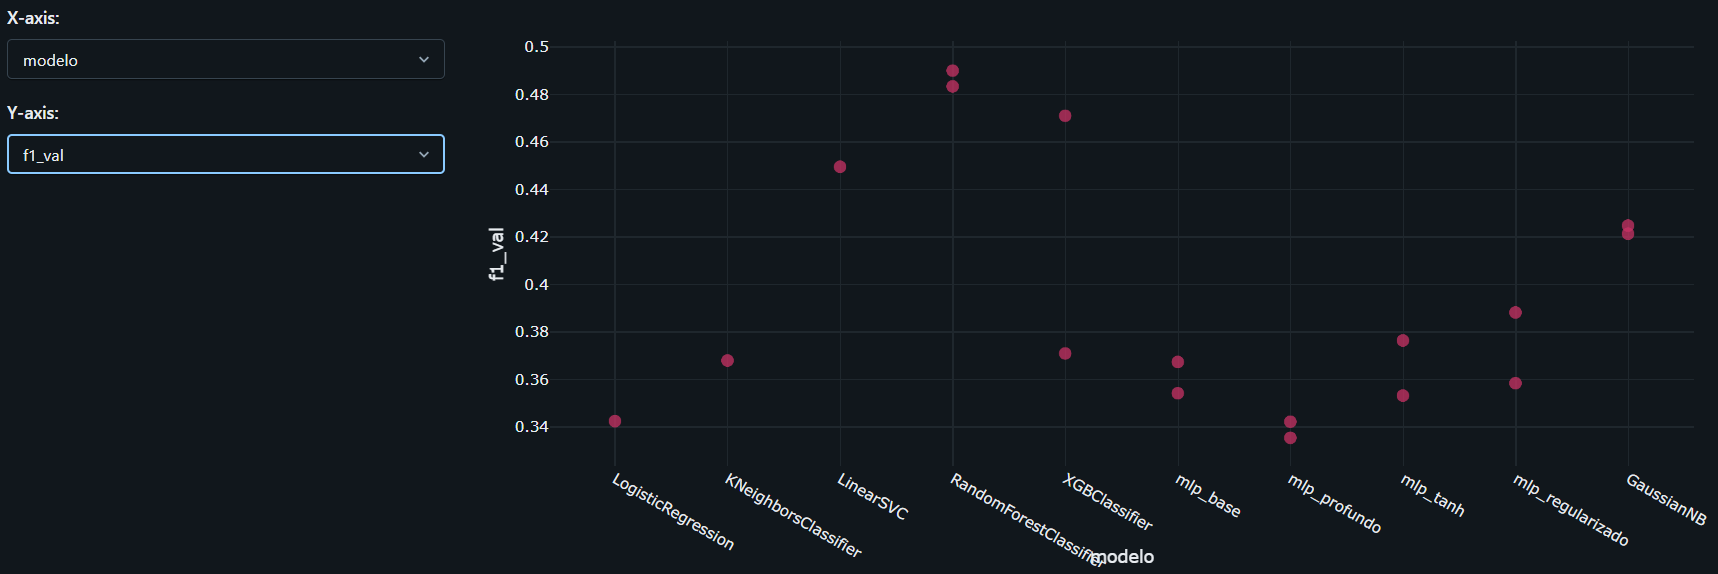 X-axis:
modelo
Y-axis:
f1_val
0.5
0.48
0.46
0.44
0.42
0.4
0.38
0.36
0.34
f1_val
LogisticRegression
KNeighborsClassifier
LinearSVC
RandomForestClassifier
XGBClassifier
mlp_base
mlp_profundo
mlp_tanh
mlp_regularizado
GaussianNB
modelo